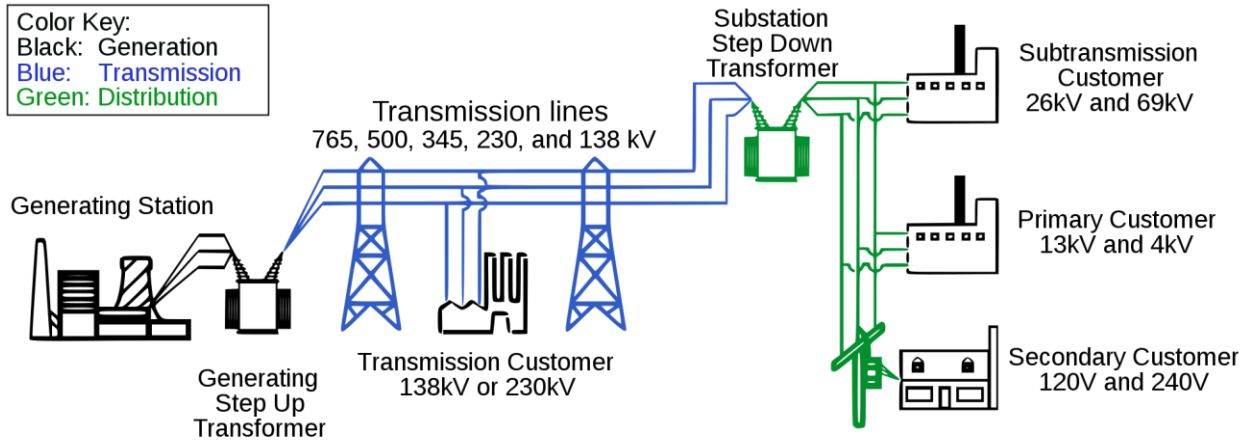 Color Key:
Black: Generation
Blue: Transmission
Green: Distribution
Substation
Step Down
Transformer
Subtransmission
Customer
26kV and 69kV
Transmission lines
765, 500, 345, 230, and 138 kV
Generating Station
Primary Customer
13kV and 4kV
Transmission Customer
138kV or 230kV
Secondary Customer
120V and 240V
Generating
Step Up
Transformer